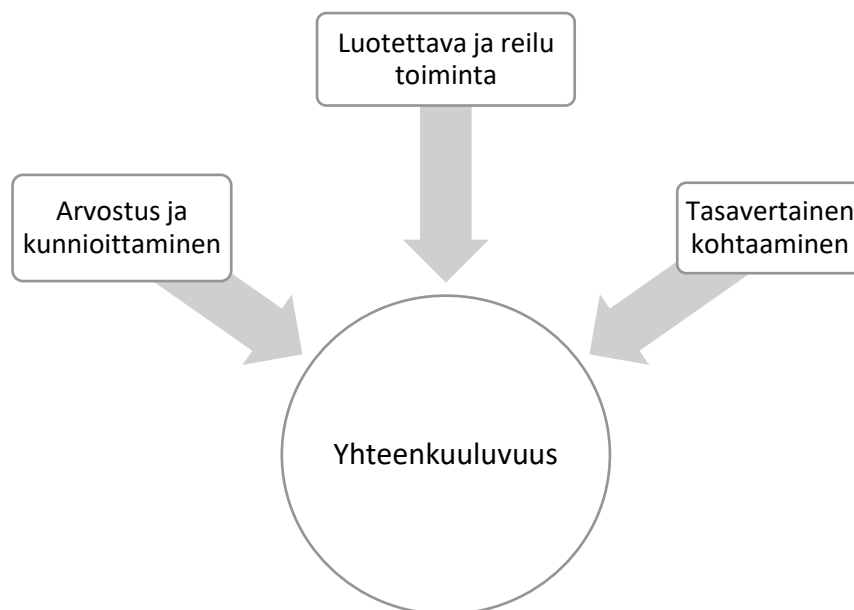 Luotettava ja reilu
toiminta
Arvostus ja
kunnioittaminen
Tasavertainen
kohtaaminen
Yhteenkuuluvuus